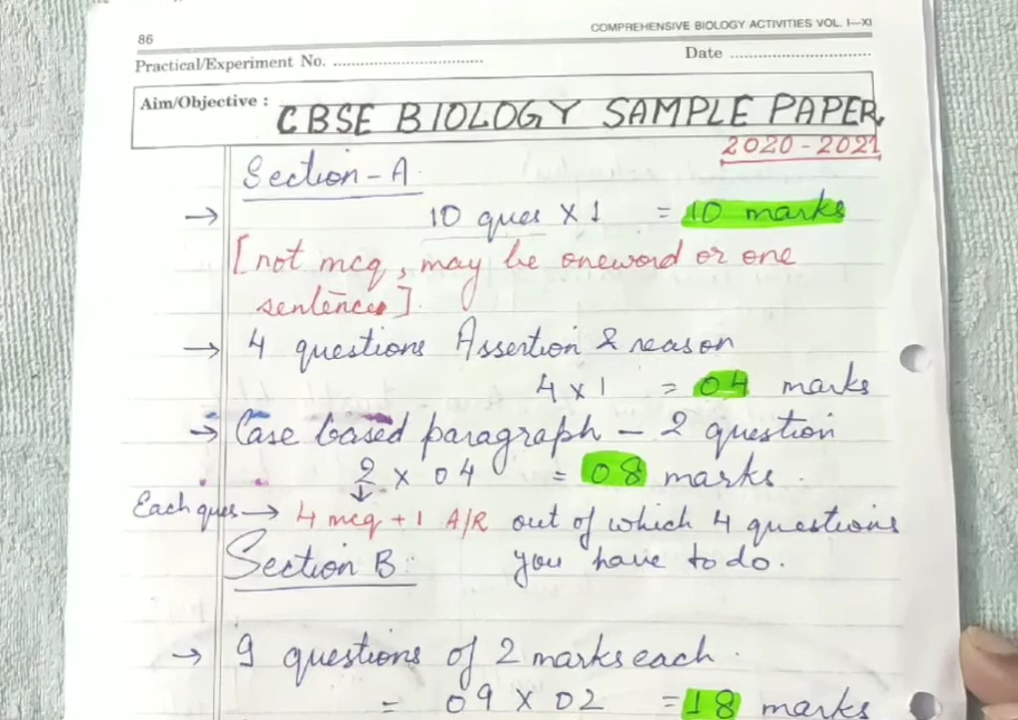 COMPREHENSIVE BIOLOGY ACTIVITIES VOL. I—XI
86
Practical/Experiment No. ................................
Date ..............................
Aim/Objective : CBSE BIOLOGY SAMPLE PAPER,
2020-2021
Section-A
→ 10 ques X 1 = 10 marks
[not mcq, may be oneword or one
sentence].
→ 4 questions Assertion & reason
4 x 1 = 04 marks
→ Case based paragraph - 2 question
2 x 04 = 08 marks.
Each ques → 4 mcq + 1 A/R out of which 4 questions
you have to do.
Section B:
→ 9 questions of 2 marks each.
= 09 X 02 = 18 marks